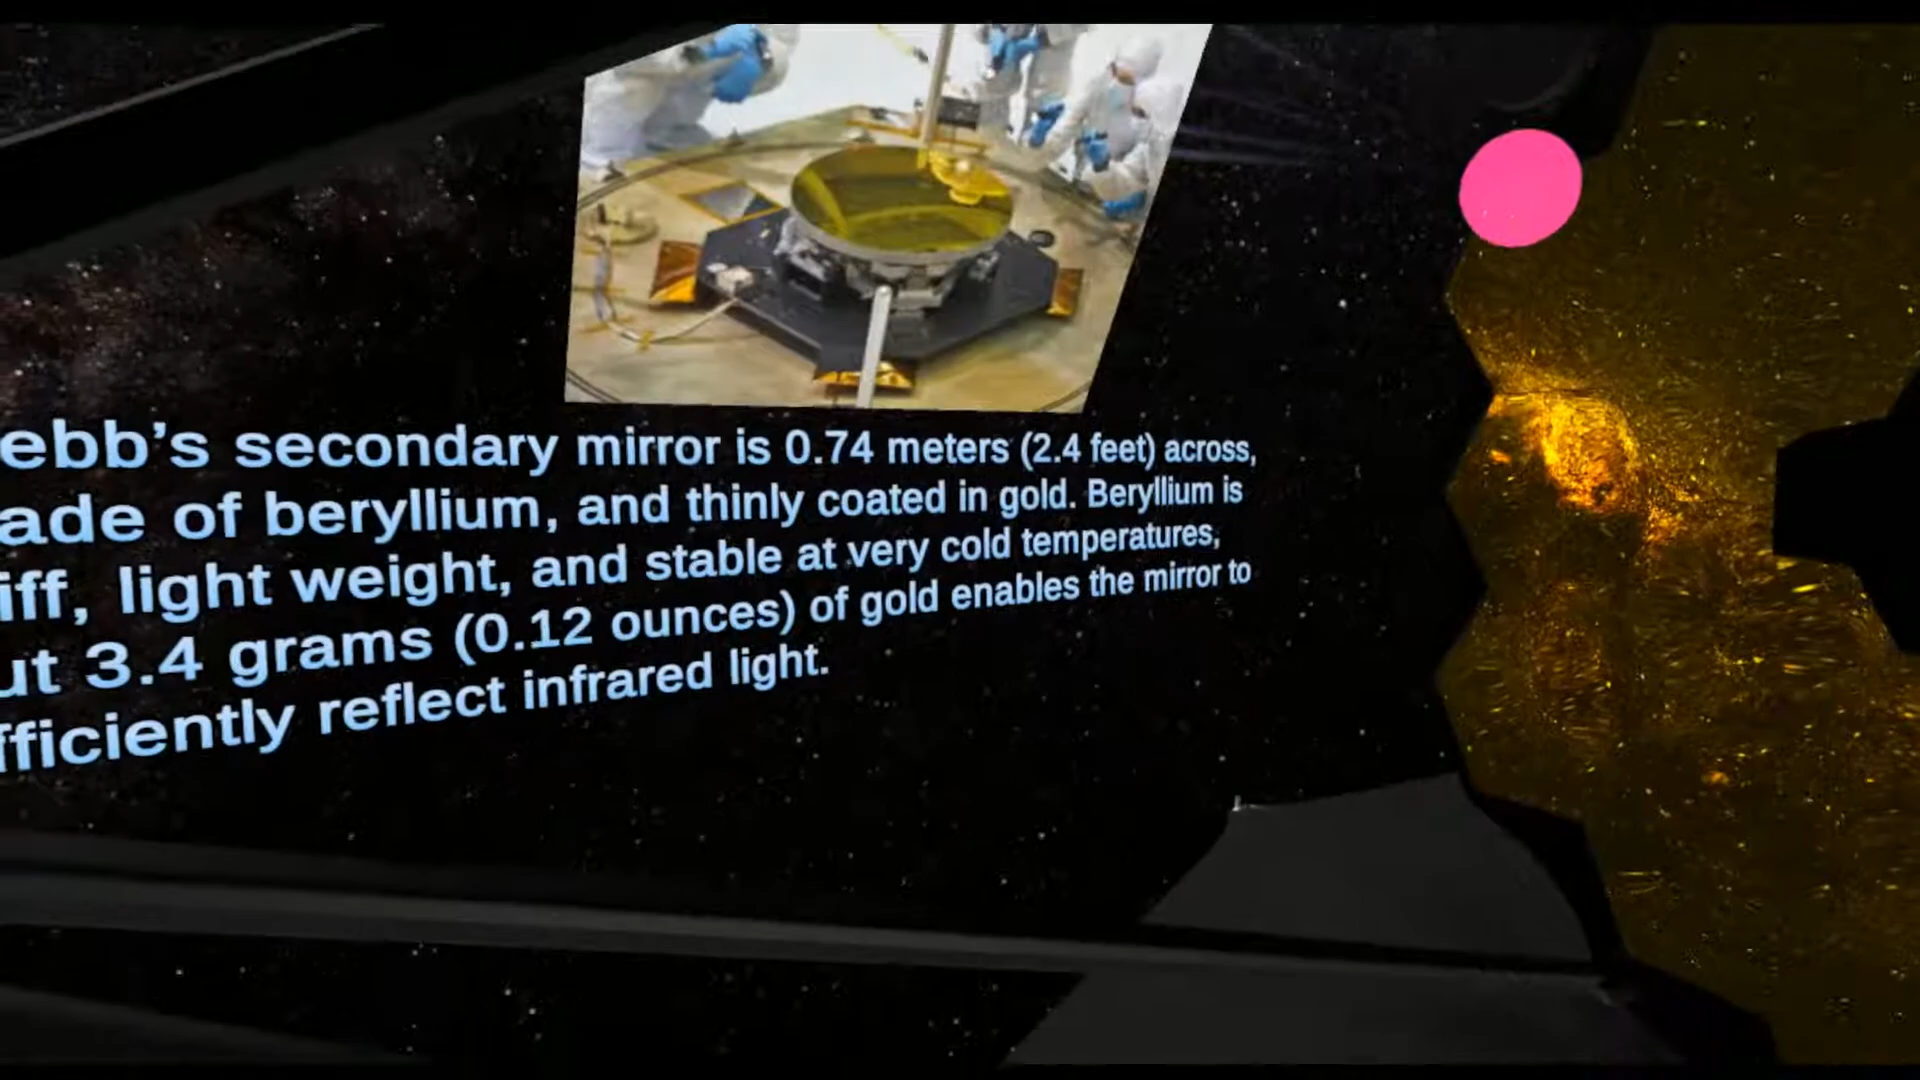 ebb’s secondary mirror is 0.74 meters (2.4 feet) across,
ade of beryllium, and thinly coated in gold. Beryllium is
iff, light weight, and stable at very cold temperatures,
ut 3.4 grams (0.12 ounces) of gold enables the mirror to
fficiently reflect infrared light.